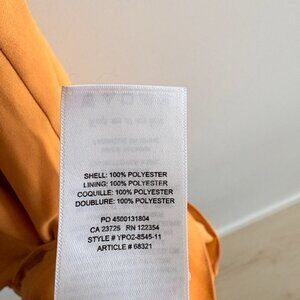 SHELL: 100% POLYESTER
LINING: 100% POLYESTER
COQUILLE: 100% POLYESTER
DOUBLURE: 100% POLYESTER
PO 4500131804
CA 23725 RN 122354
STYLE # YPO2-8545-11
ARTICLE # 68321